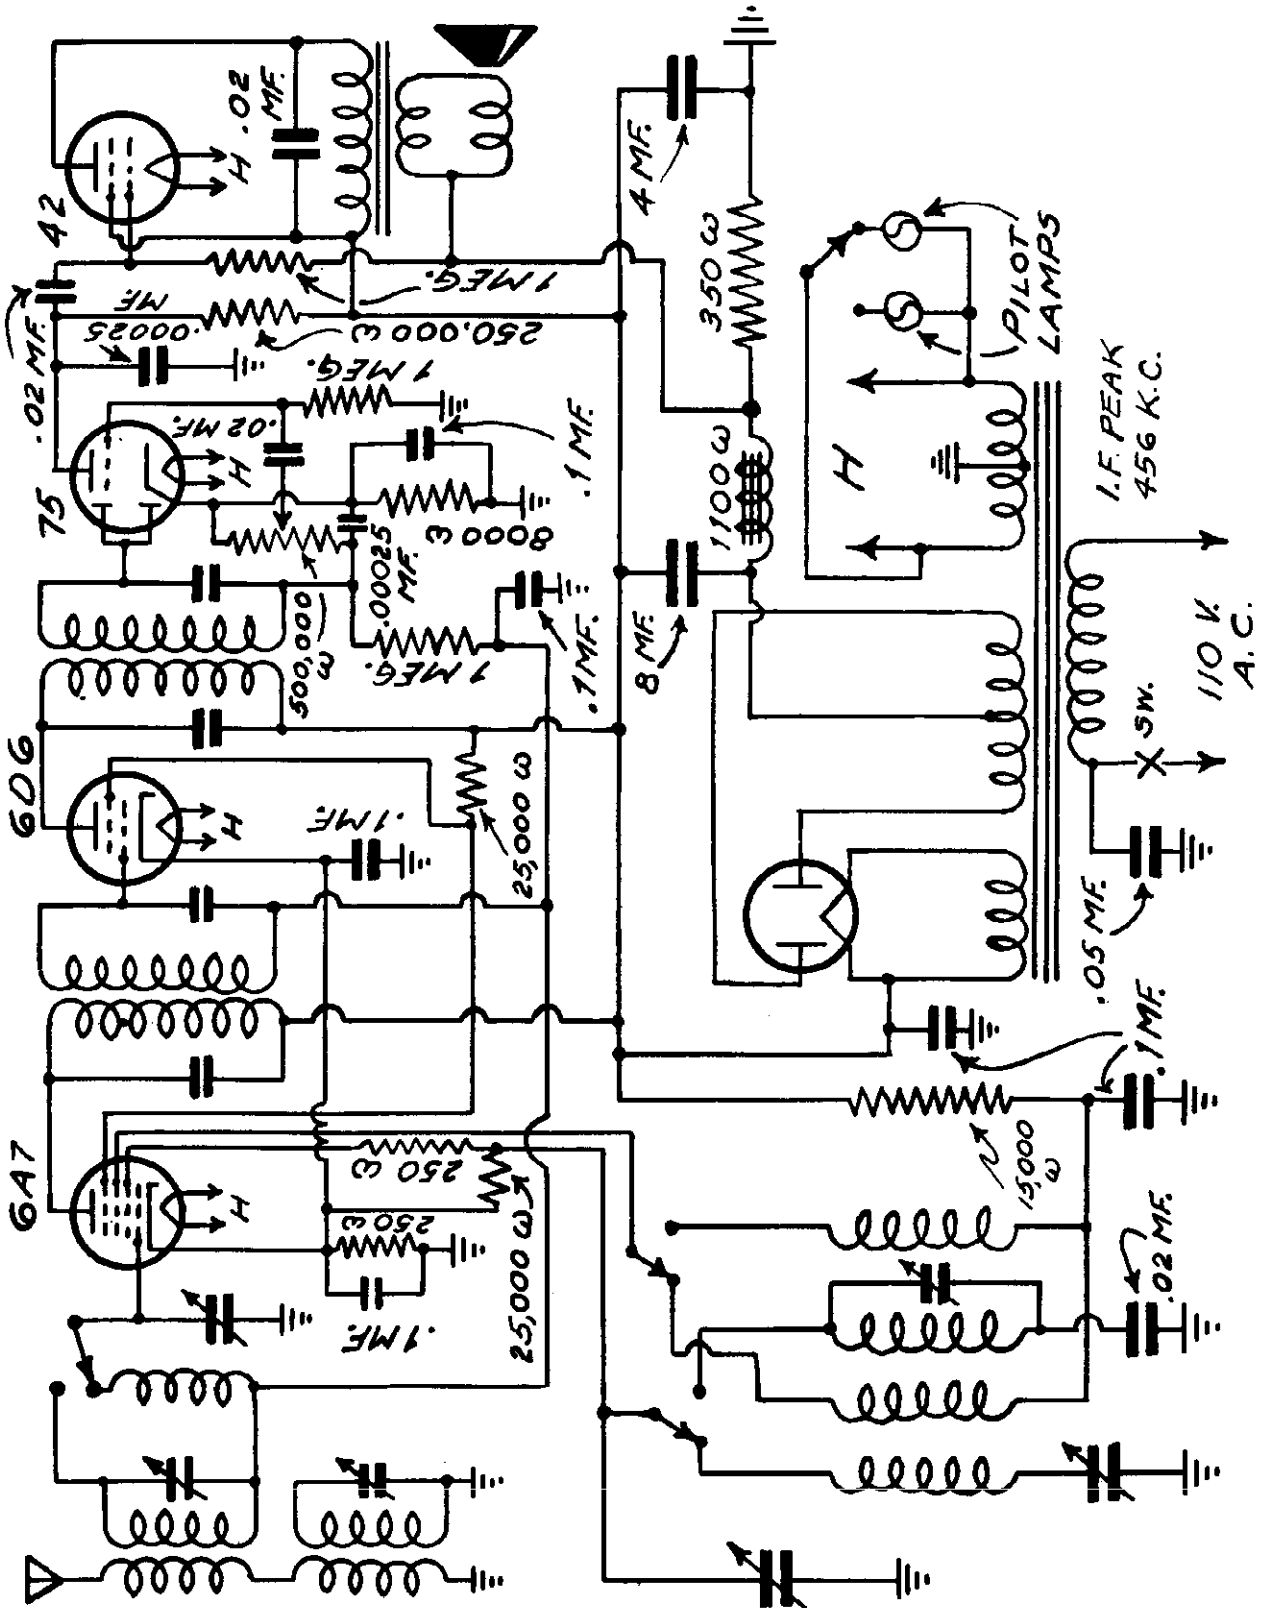 6A7
6D6
75
42
.02 MF.
.00025
MF.
.02
MF.
H
H
H
H
.02 MF.
1 MEG.
250,000 ω
1 MEG.
.1 MF.
8000 ω
.00025
MF.
500,000
ω
1 MEG.
.1 MF.
.1 MF.
25,000 ω
250 ω
250 ω
25,000 ω
.1 MF.
8 MF.
4 MF.
1100 ω
350 ω
H
PILOT
LAMPS
I.F. PEAK
456 K.C.
110 V.
A.C.
SW.
.05 MF.
.1 MF.
15,000
ω
.02 MF.